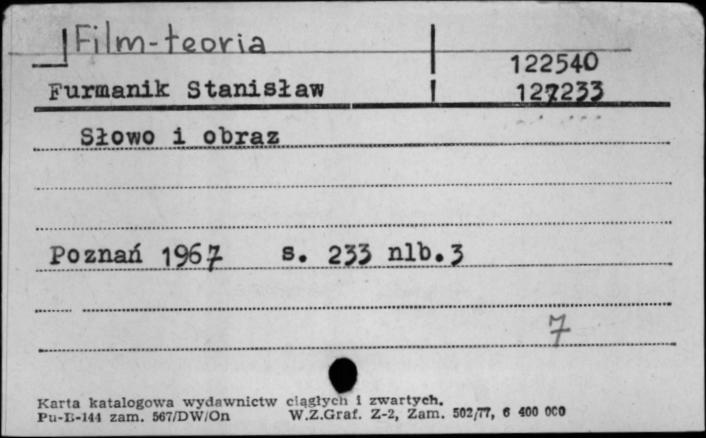 Film-teoria
122540
Furmanik Stanisław 127233
Słowo i obraz
Poznań 1967 s. 233 nlb.3
7
Karta katalogowa wydawnictw ciągłych i zwartych.
Pu-B-144 zam. 567/DW/On W.Z.Graf. Z-2, Zam. 502/77, 6 400 000